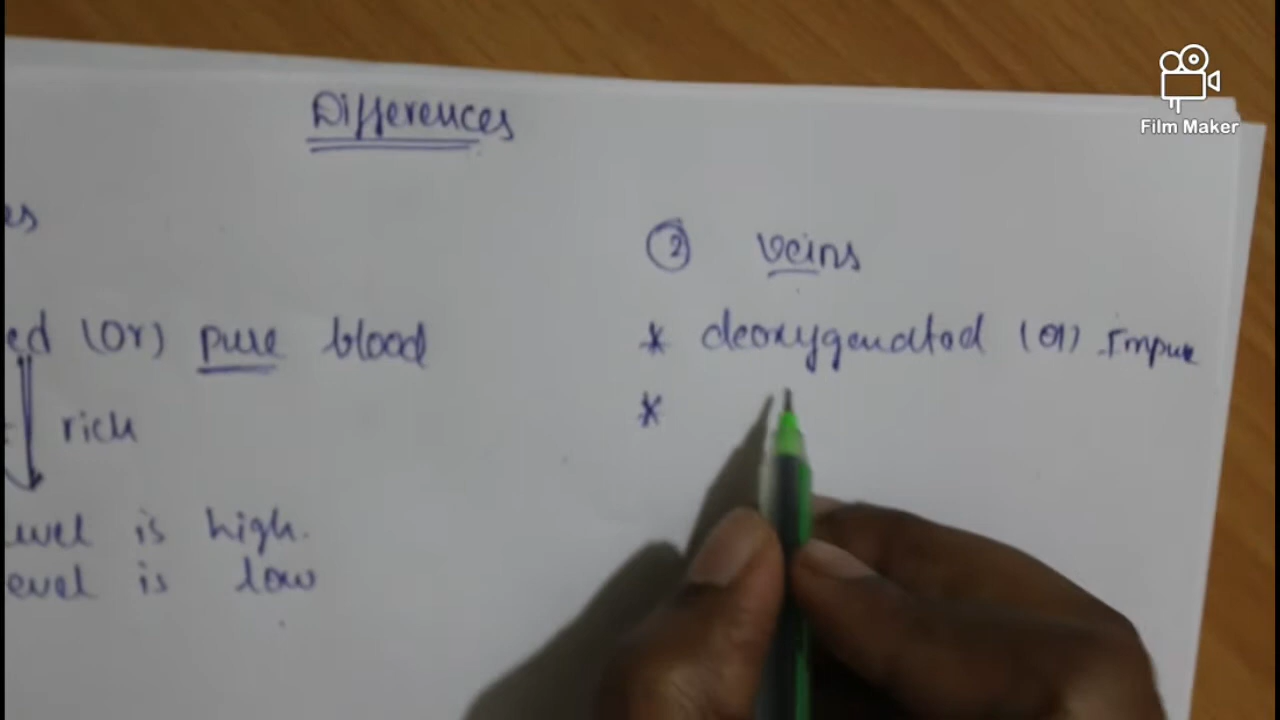 Differences
es
ed (or) pure blood
rich
evel is high.
evel is low
② veins
* deoxygenated (or) Impure
*
Film Maker